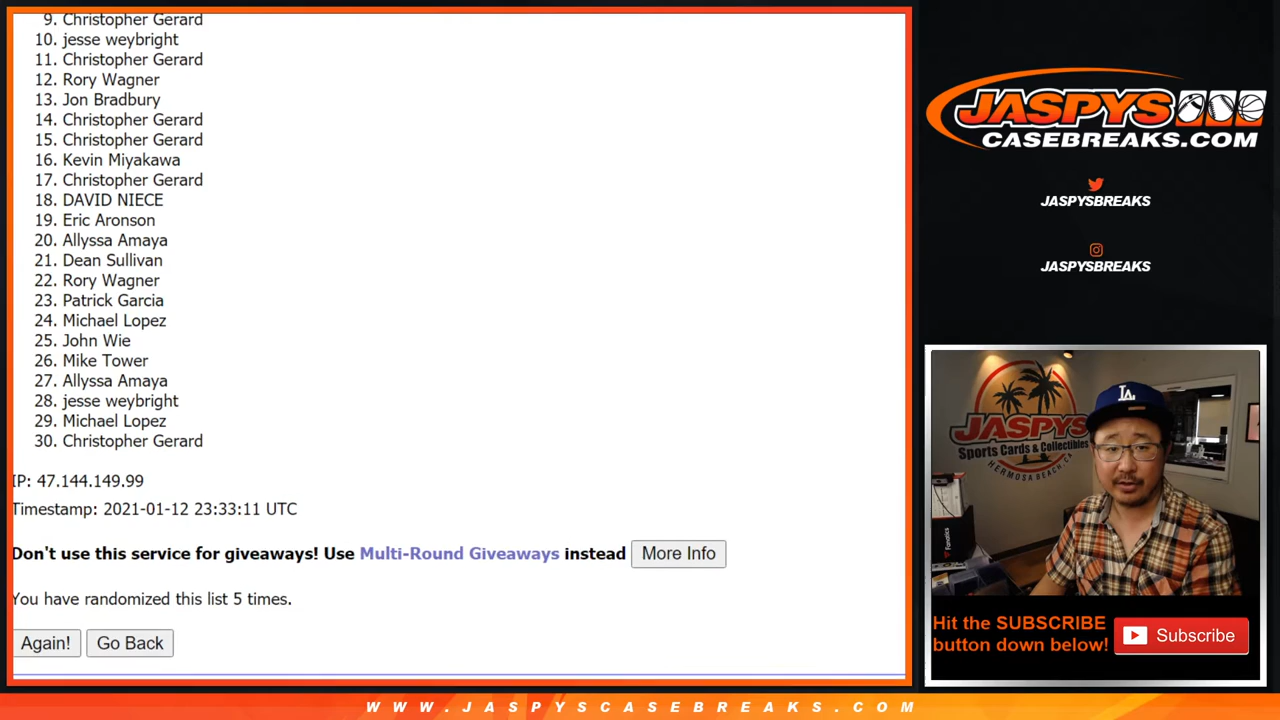 9. Christopher Gerard
10. jesse weybright
11. Christopher Gerard
12. Rory Wagner
13. Jon Bradbury
14. Christopher Gerard
15. Christopher Gerard
16. Kevin Miyakawa
17. Christopher Gerard
18. DAVID NIECE
19. Eric Aronson
20. Allyssa Amaya
21. Dean Sullivan
22. Rory Wagner
23. Patrick Garcia
24. Michael Lopez
25. John Wie
26. Mike Tower
27. Allyssa Amaya
28. jesse weybright
29. Michael Lopez
30. Christopher Gerard
IP: 47.144.149.99
Timestamp: 2021-01-12 23:33:11 UTC
Don't use this service for giveaways! Use Multi-Round Giveaways instead More Info
You have randomized this list 5 times.
Again! Go Back
JASPYS
CASEBREAKS.COM
JASPYSBREAKS
JASPYSBREAKS
JASPYS
Sports Cards & Collectibles
HERMOSA BEACH, CA
LA
Fanatics
Hit the SUBSCRIBE
button down below!
Subscribe
WWW.JASPYSCASEBREAKS.COM